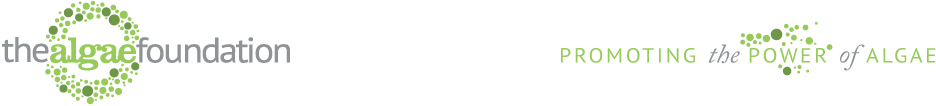 thealgaefoundation
PROMOTING the POWER of ALGAE